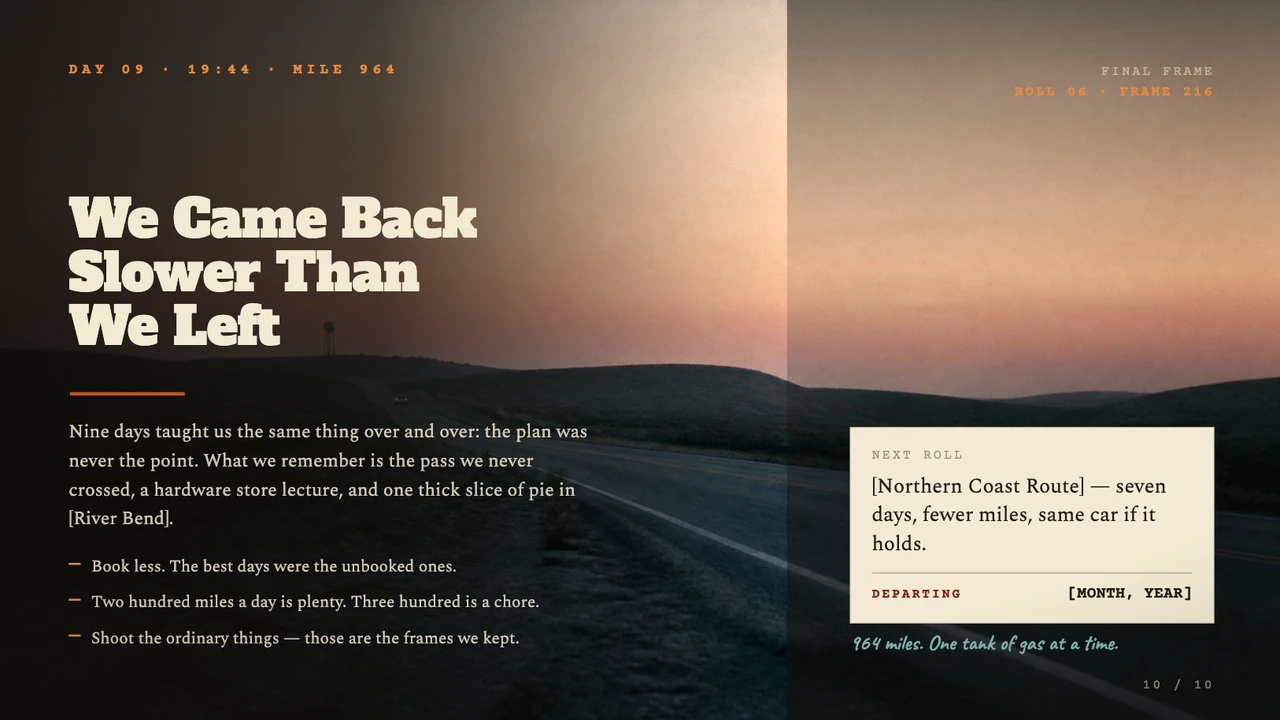 DAY 09 · 19:44 · MILE 964
FINAL FRAME
ROLL 06 · FRAME 216
We Came Back
Slower Than
We Left
Nine days taught us the same thing over and over: the plan was
never the point. What we remember is the pass we never
crossed, a hardware store lecture, and one thick slice of pie in
[River Bend].
— Book less. The best days were the unbooked ones.
— Two hundred miles a day is plenty. Three hundred is a chore.
— Shoot the ordinary things — those are the frames we kept.
NEXT ROLL
[Northern Coast Route] — seven
days, fewer miles, same car if it
holds.
DEPARTING [MONTH, YEAR]
964 miles. One tank of gas at a time.
10 / 10